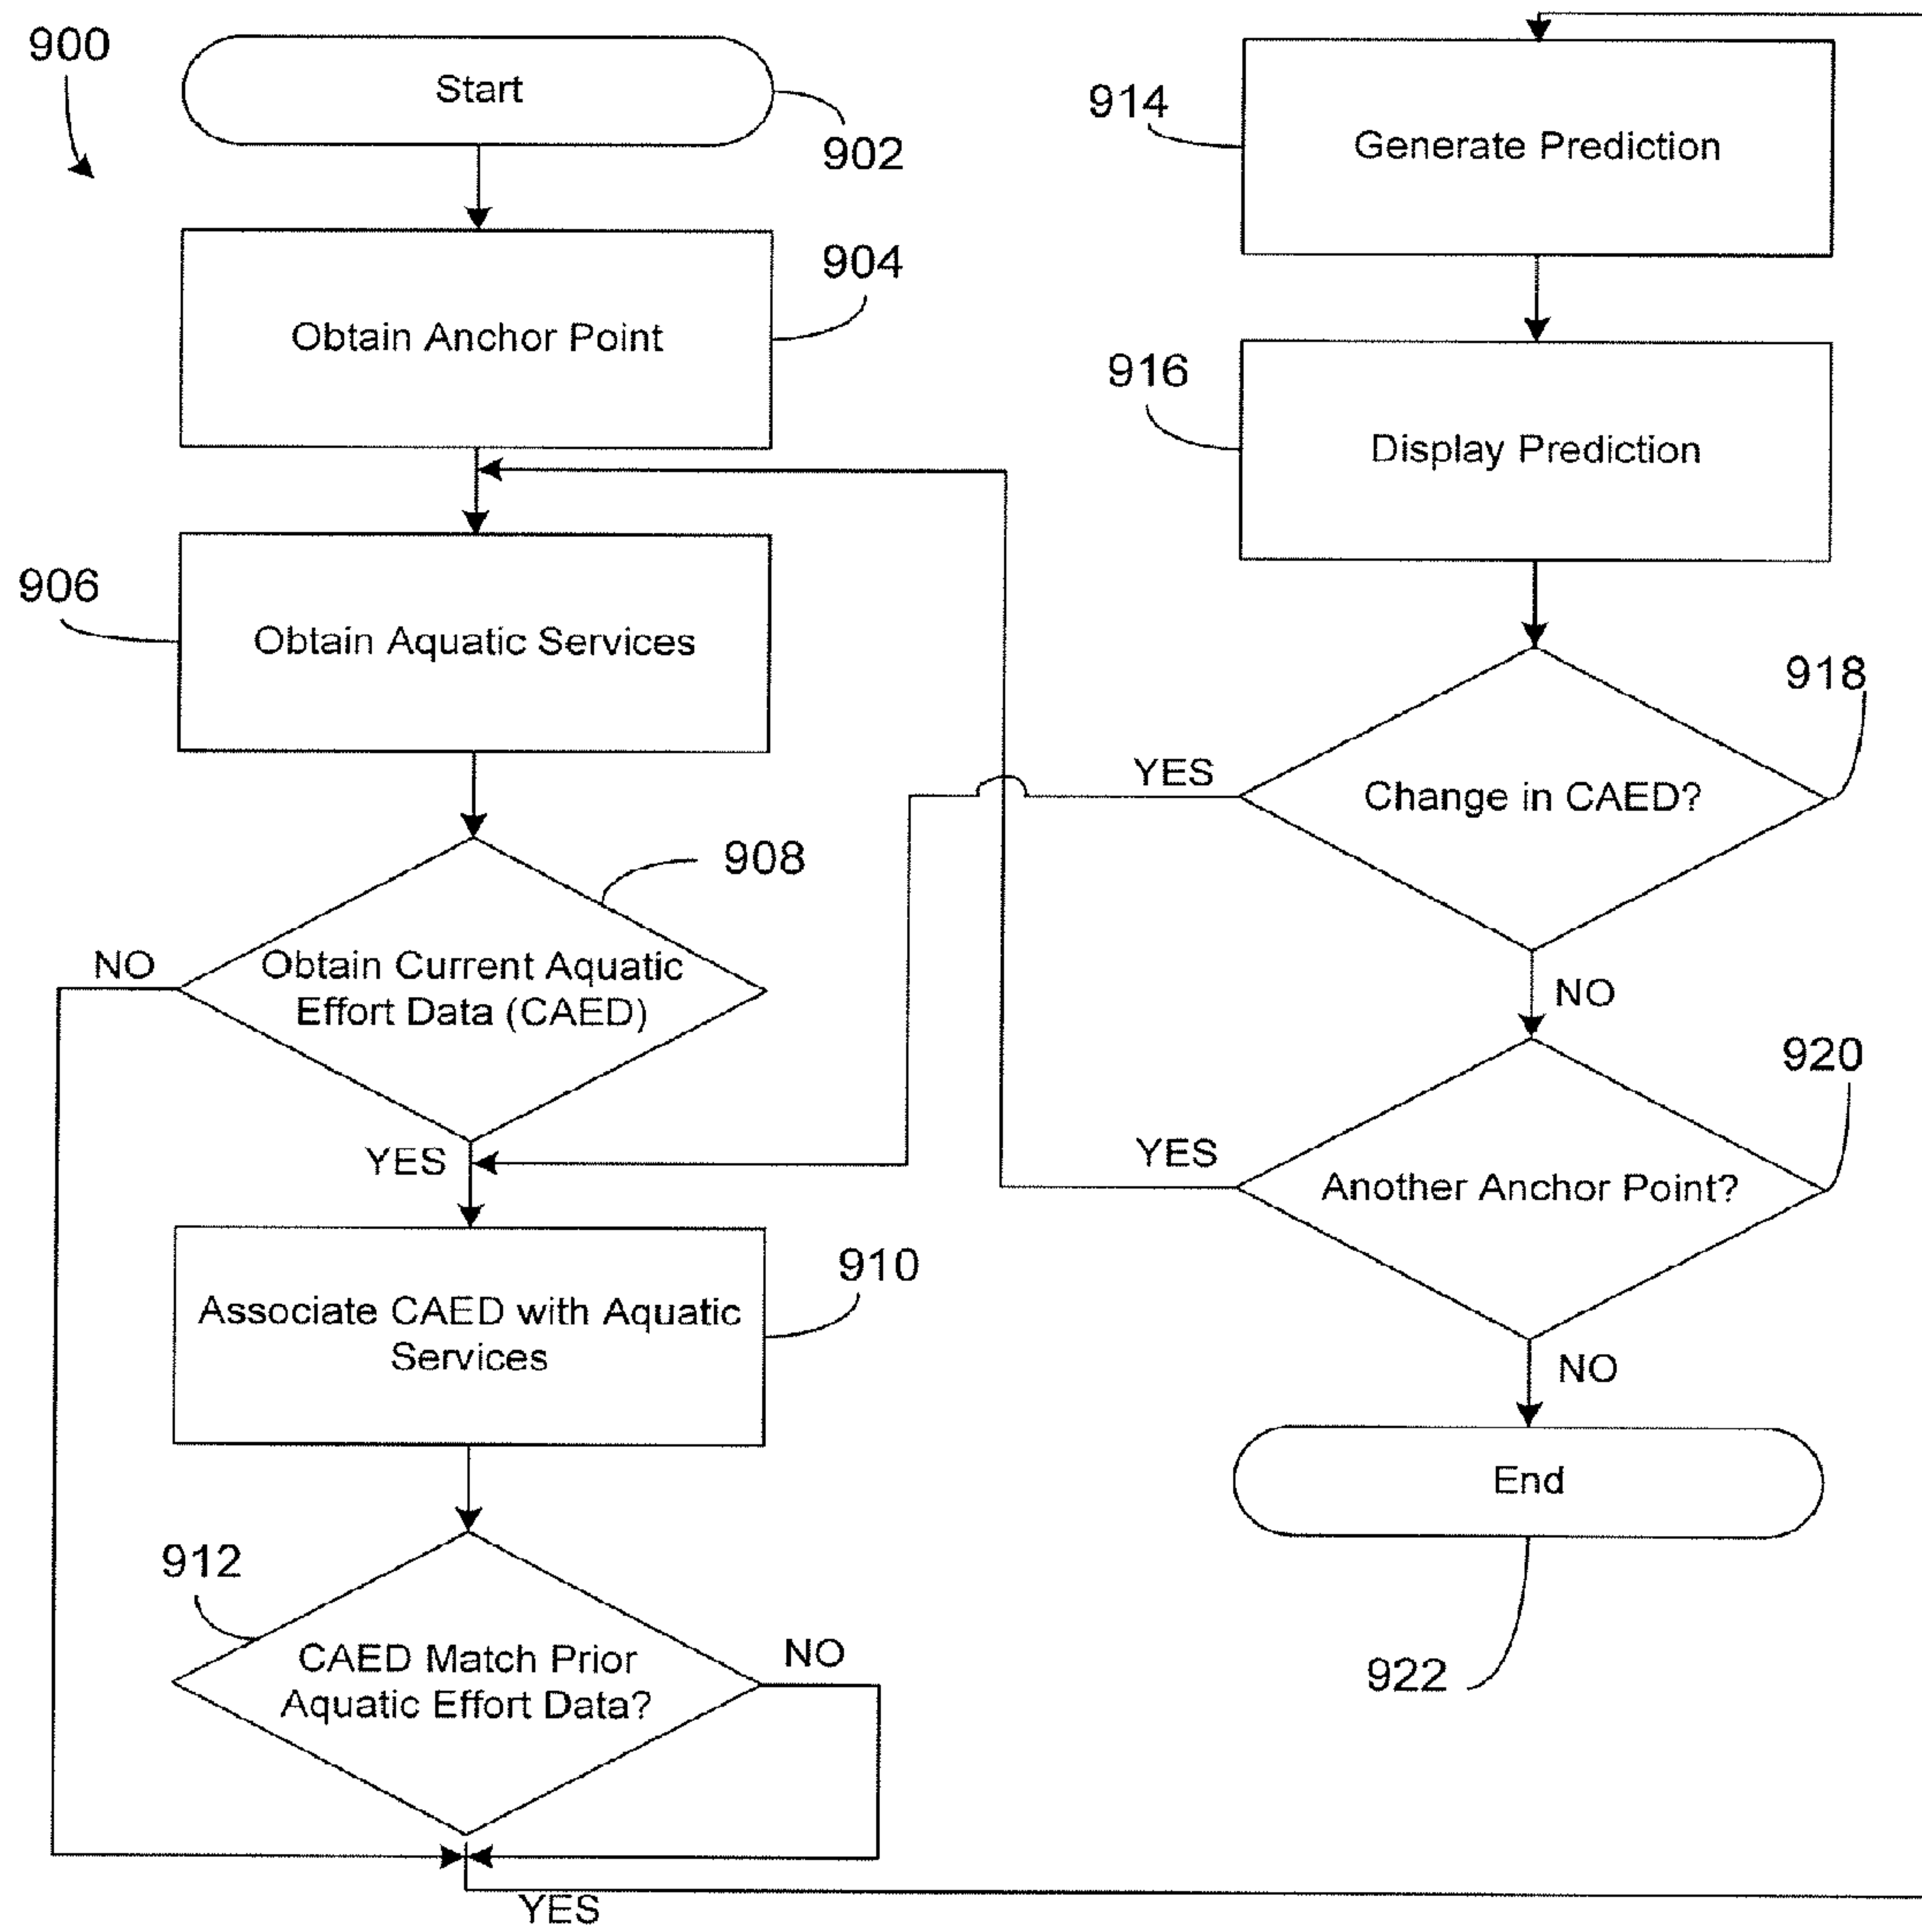 900
Start
902
904
Obtain Anchor Point
906
Obtain Aquatic Services
908
NO
Obtain Current Aquatic
Effort Data (CAED)
YES
910
Associate CAED with Aquatic
Services
912
CAED Match Prior
Aquatic Effort Data?
NO
YES
914
Generate Prediction
916
Display Prediction
918
YES
Change in CAED?
NO
920
YES
Another Anchor Point?
NO
End
922